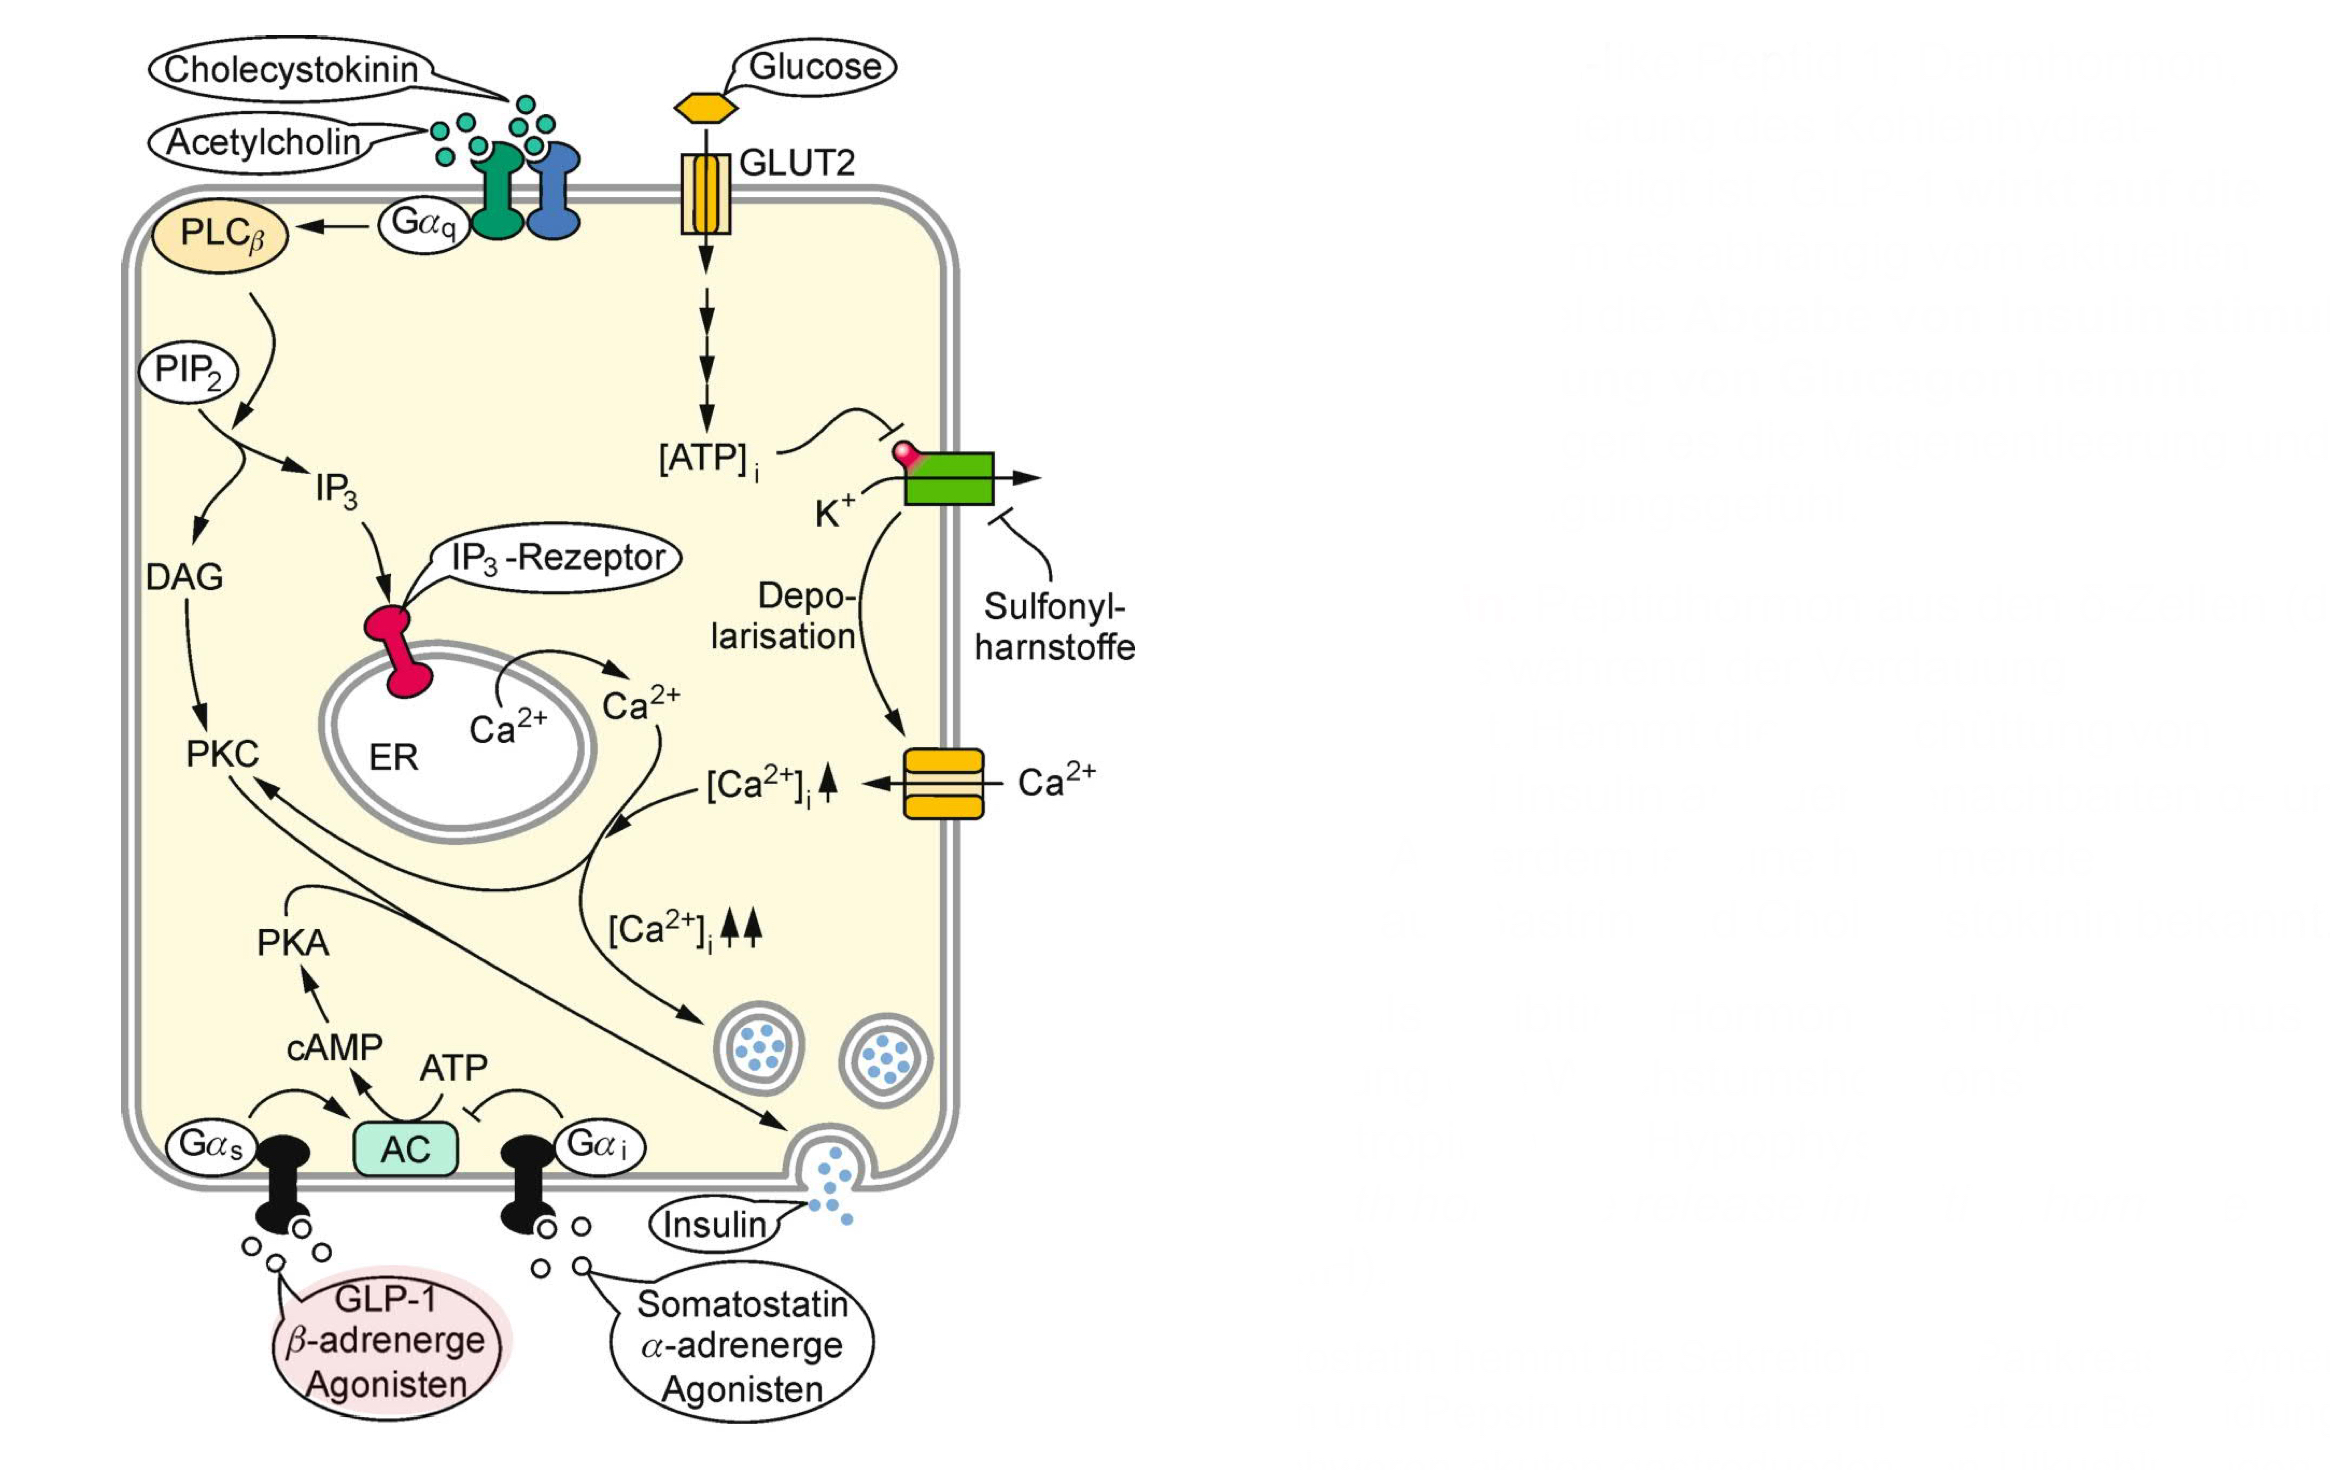 Cholecystokinin
Glucose
Acetylcholin
GLUT2
PLCβ
Gαq
PIP2
[ATP]i
IP3
K+
IP3-Rezeptor
DAG
Depo-
larisation
Sulfonyl-
harnstoffe
Ca2+
Ca2+
PKC
ER
[Ca2+]i
Ca2+
[Ca2+]i
PKA
cAMP
ATP
Gαs
AC
Gαi
Insulin
GLP-1
β-adrenerge
Agonisten
Somatostatin
α-adrenerge
Agonisten